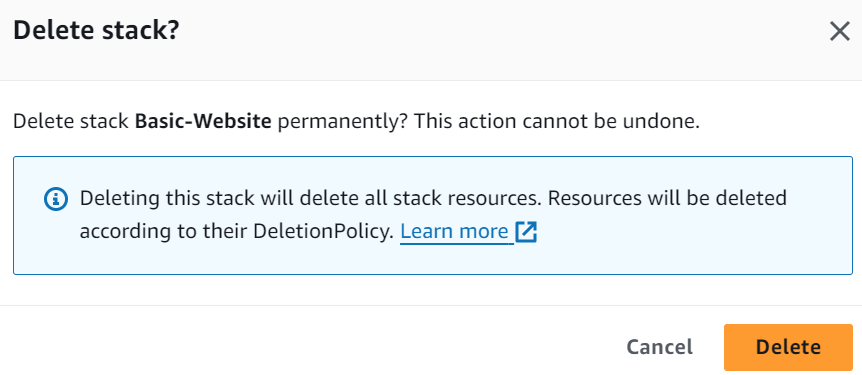 Delete stack?
Delete stack Basic-Website permanently? This action cannot be undone.
Deleting this stack will delete all stack resources. Resources will be deleted
according to their DeletionPolicy. Learn more
Cancel
Delete